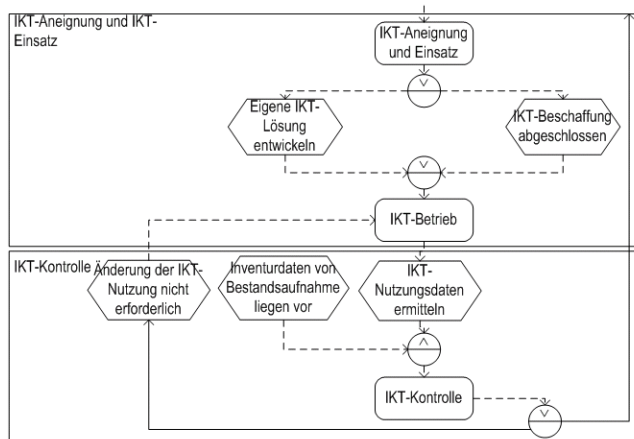 IKT-Aneignung und IKT-
Einsatz
IKT-Aneignung
und Einsatz
V
Eigene IKT-
Lösung
entwickeln
IKT-Beschaffung
abgeschlossen
V
IKT-Betrieb
IKT-Kontrolle
Änderung der IKT-
Nutzung nicht
erforderlich
Inventurdaten von
Bestandsaufnahme
liegen vor
IKT-
Nutzungsdaten
ermitteln
^
IKT-Kontrolle
V